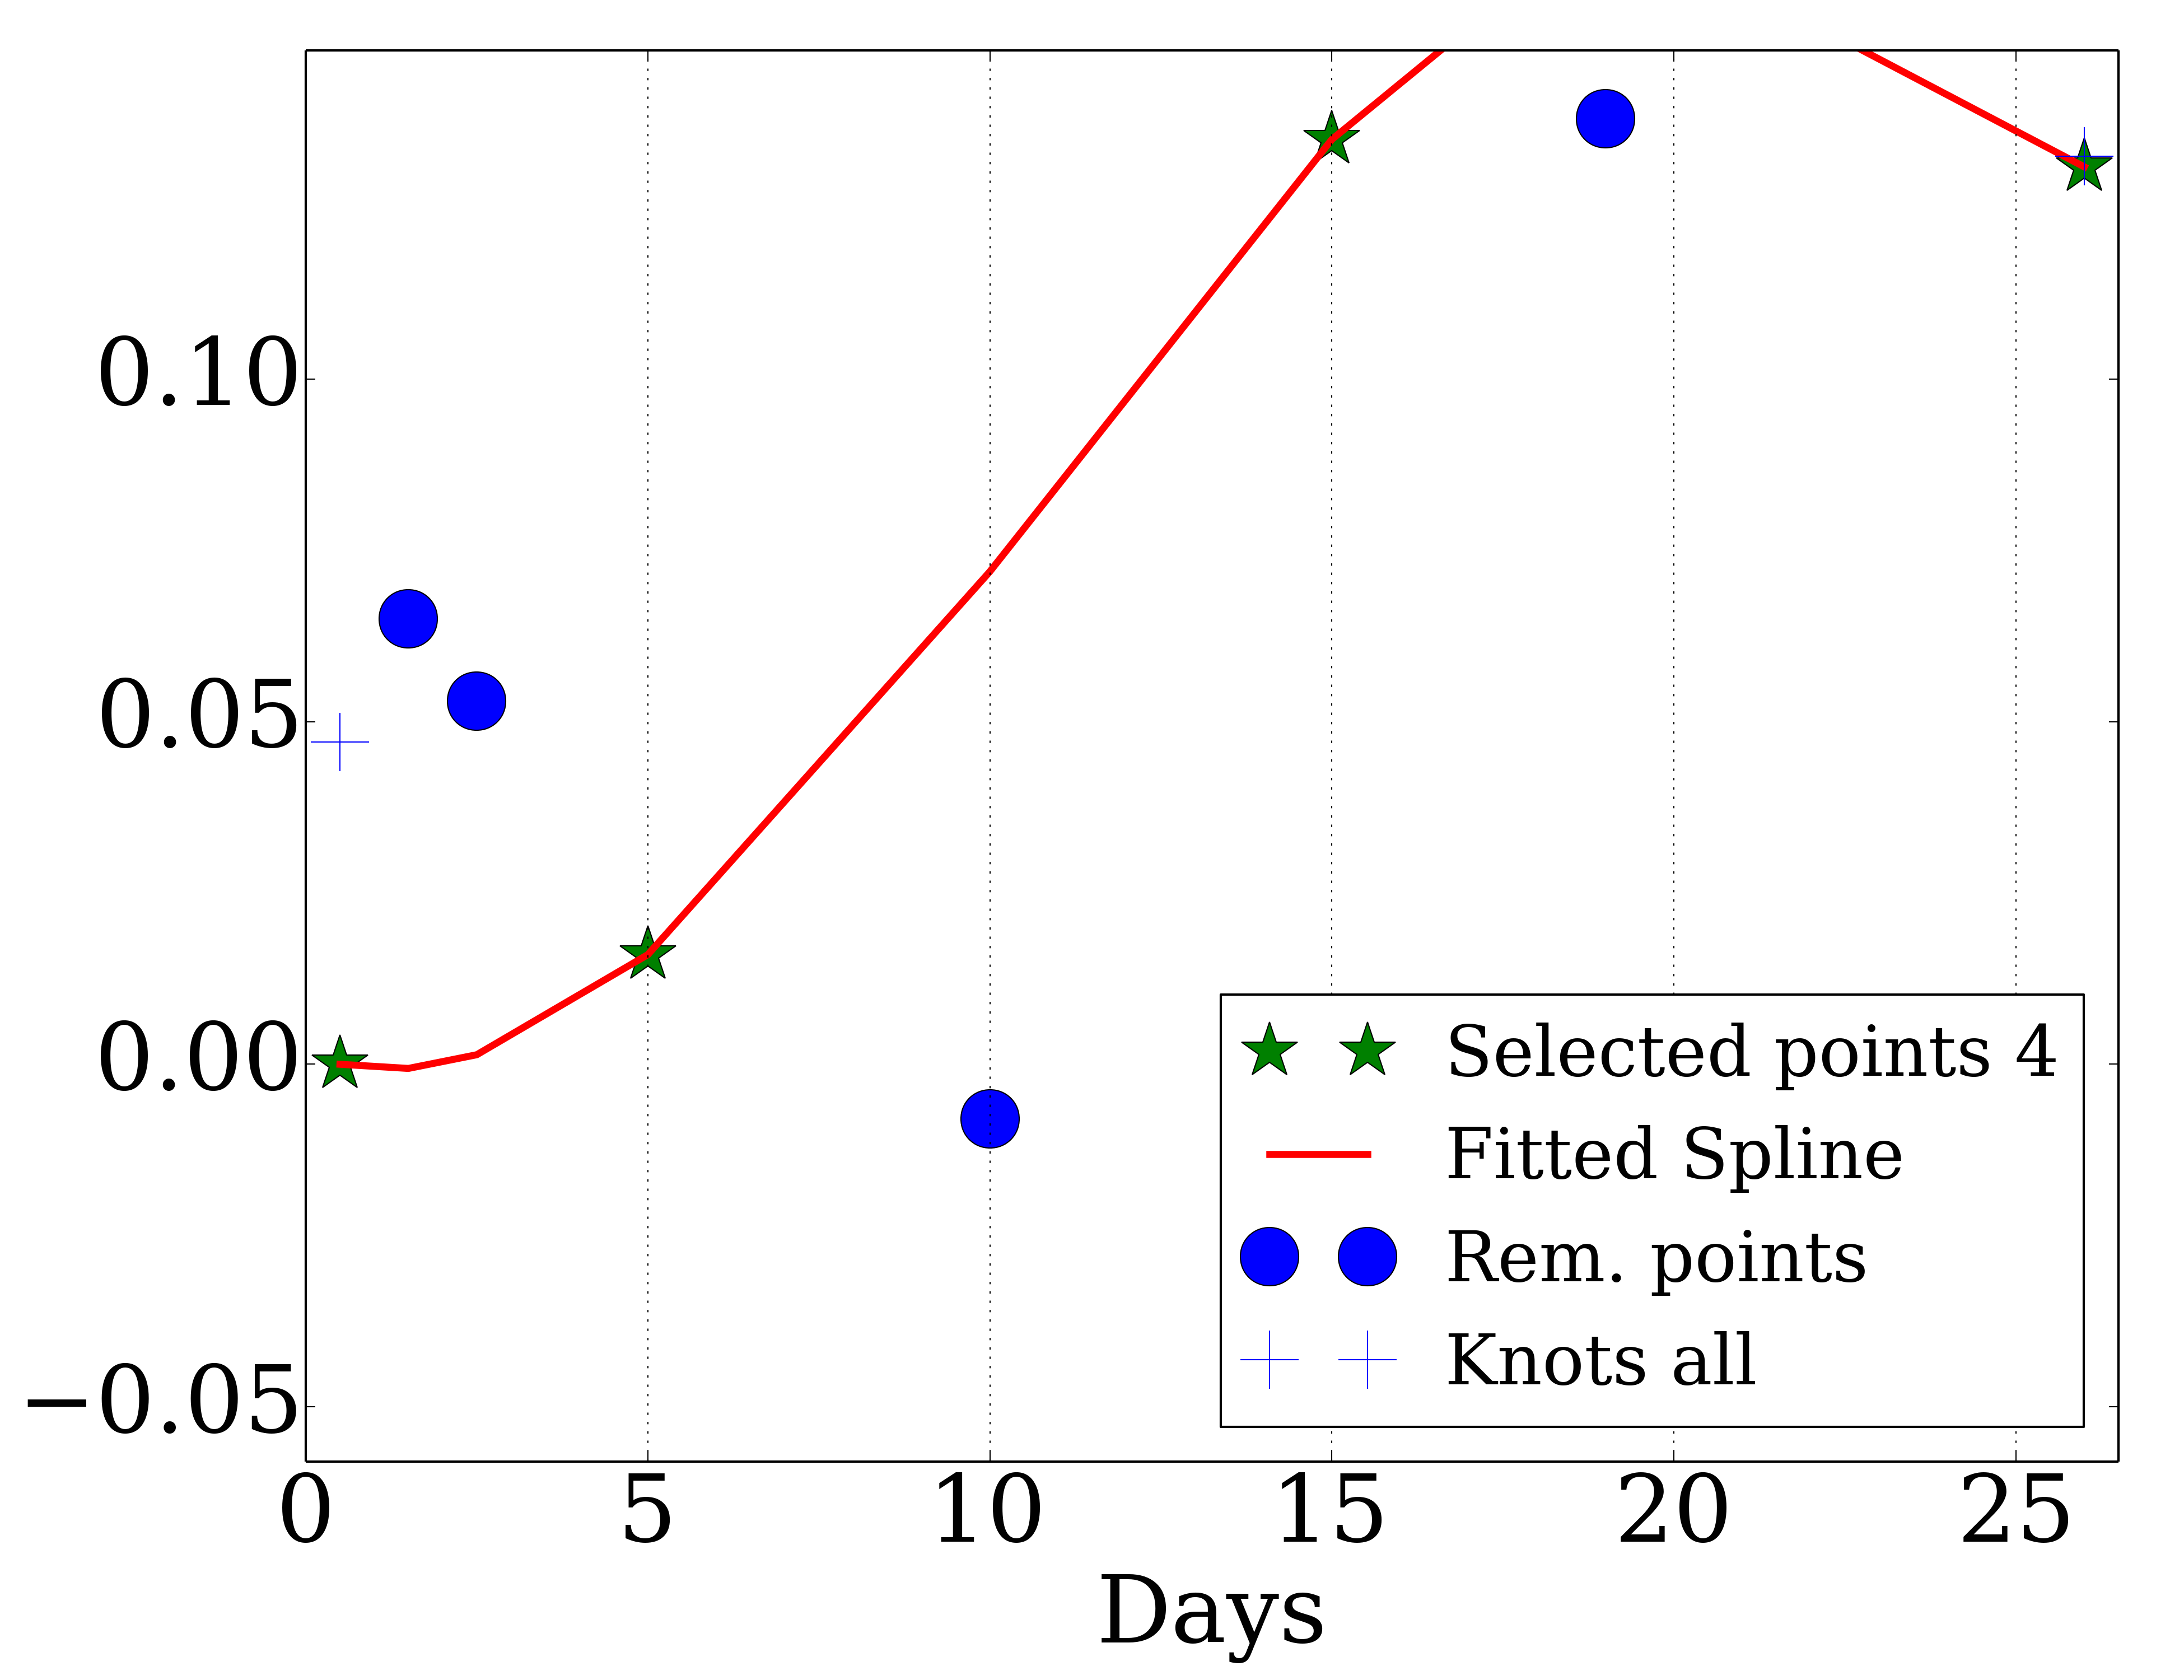 0.10
0.05
0.00
−0.05
0
5
10
15
20
25
Days
Selected points 4
Fitted Spline
Rem. points
Knots all